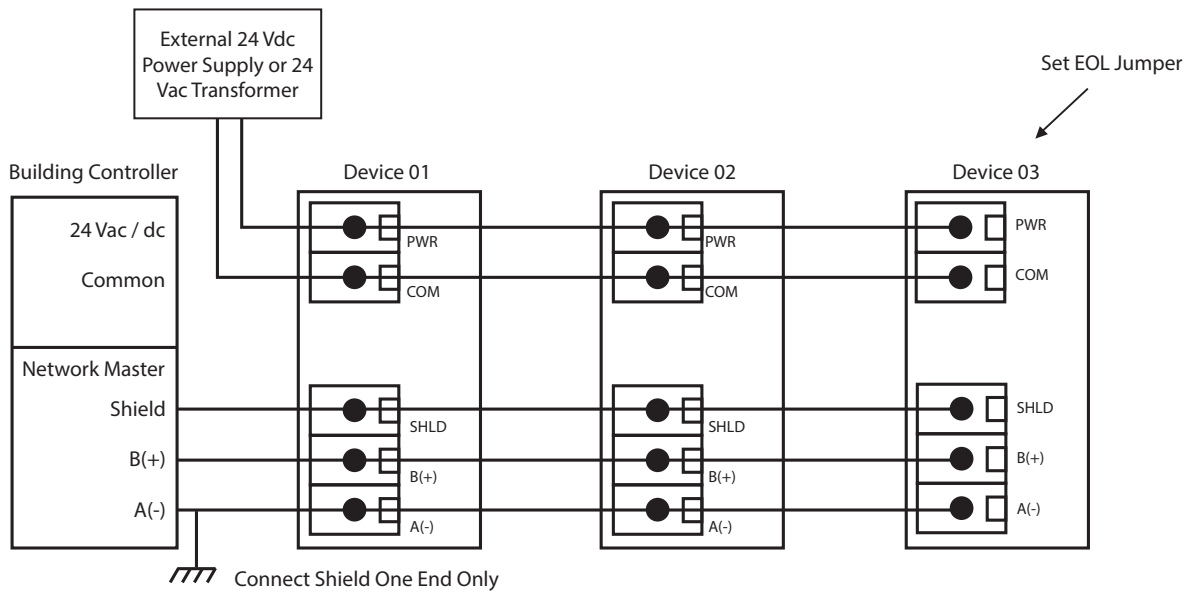 External 24 Vdc
Power Supply or 24
Vac Transformer
Set EOL Jumper
Building Controller
Device 01
Device 02
Device 03
24 Vac / dc
PWR
PWR
PWR
Common
COM
COM
COM
Network Master
Shield
SHLD
SHLD
SHLD
B(+)
B(+)
B(+)
B(+)
A(-)
A(-)
A(-)
A(-)
Connect Shield One End Only